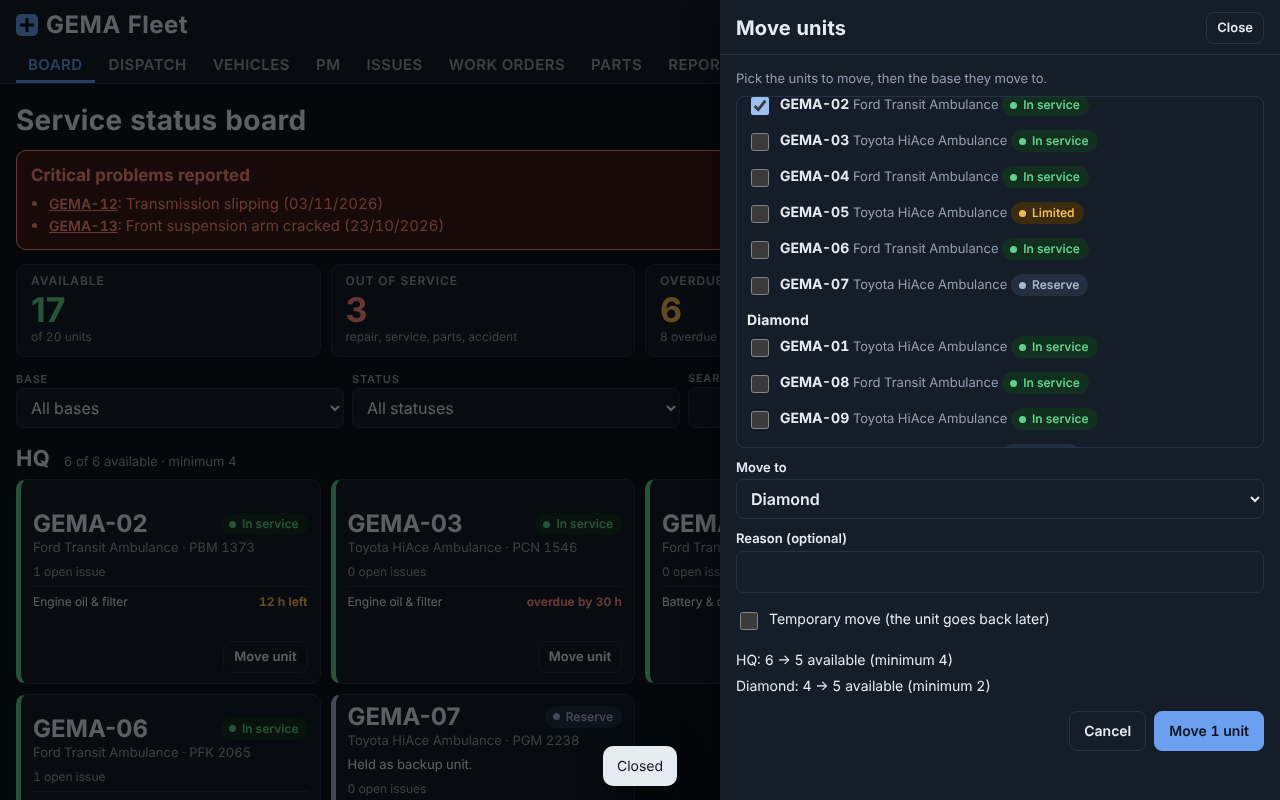 GEMA Fleet
BOARD DISPATCH VEHICLES PM ISSUES WORK ORDERS PARTS
Service status board
Critical problems reported
• GEMA-12: Transmission slipping (03/11/2026)
• GEMA-13: Front suspension arm cracked (23/10/2026)
AVAILABLE
17
of 20 units
OUT OF SERVICE
3
repair, service, parts, accident
6
8 overdue
BASE
All bases
STATUS
All statuses
HQ 6 of 6 available · minimum 4
GEMA-02 In service
Ford Transit Ambulance · PBM 1373
1 open issue
Engine oil & filter 12 h left
Move unit
GEMA-03 In service
Toyota HiAce Ambulance · PCN 1546
0 open issues
Engine oil & filter overdue by 30 h
Move unit
GEMA-06 In service
Ford Transit Ambulance · PFK 2065
1 open issue
GEMA-07 Reserve
Toyota HiAce Ambulance · PGM 2238
Held as backup unit.
0 open issues
Closed
Move units
Close
Pick the units to move, then the base they move to.
GEMA-02 Ford Transit Ambulance In service
GEMA-03 Toyota HiAce Ambulance In service
GEMA-04 Ford Transit Ambulance In service
GEMA-05 Toyota HiAce Ambulance Limited
GEMA-06 Ford Transit Ambulance In service
GEMA-07 Toyota HiAce Ambulance Reserve
Diamond
GEMA-01 Toyota HiAce Ambulance In service
GEMA-08 Ford Transit Ambulance In service
GEMA-09 Toyota HiAce Ambulance In service
Move to
Diamond
Reason (optional)
Temporary move (the unit goes back later)
HQ: 6 → 5 available (minimum 4)
Diamond: 4 → 5 available (minimum 2)
Cancel
Move 1 unit